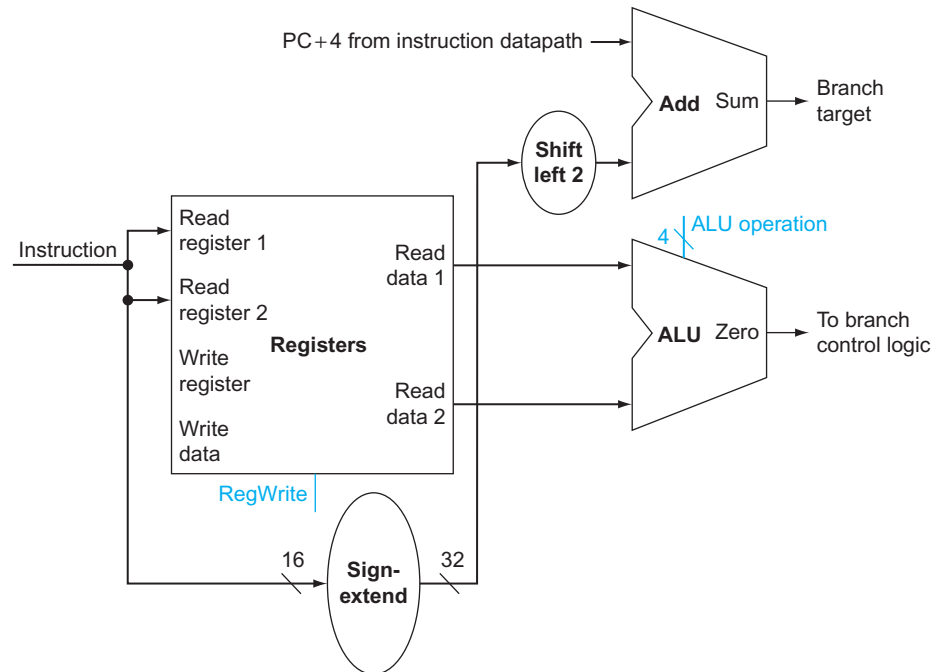 PC+4 from instruction datapath
Add Sum
Branch
target
Shift
left 2
Instruction
Read
register 1
Read
register 2
Write
register
Write
data
Registers
Read
data 1
Read
data 2
RegWrite
4
ALU operation
ALU Zero
To branch
control logic
16
Sign-
extend
32